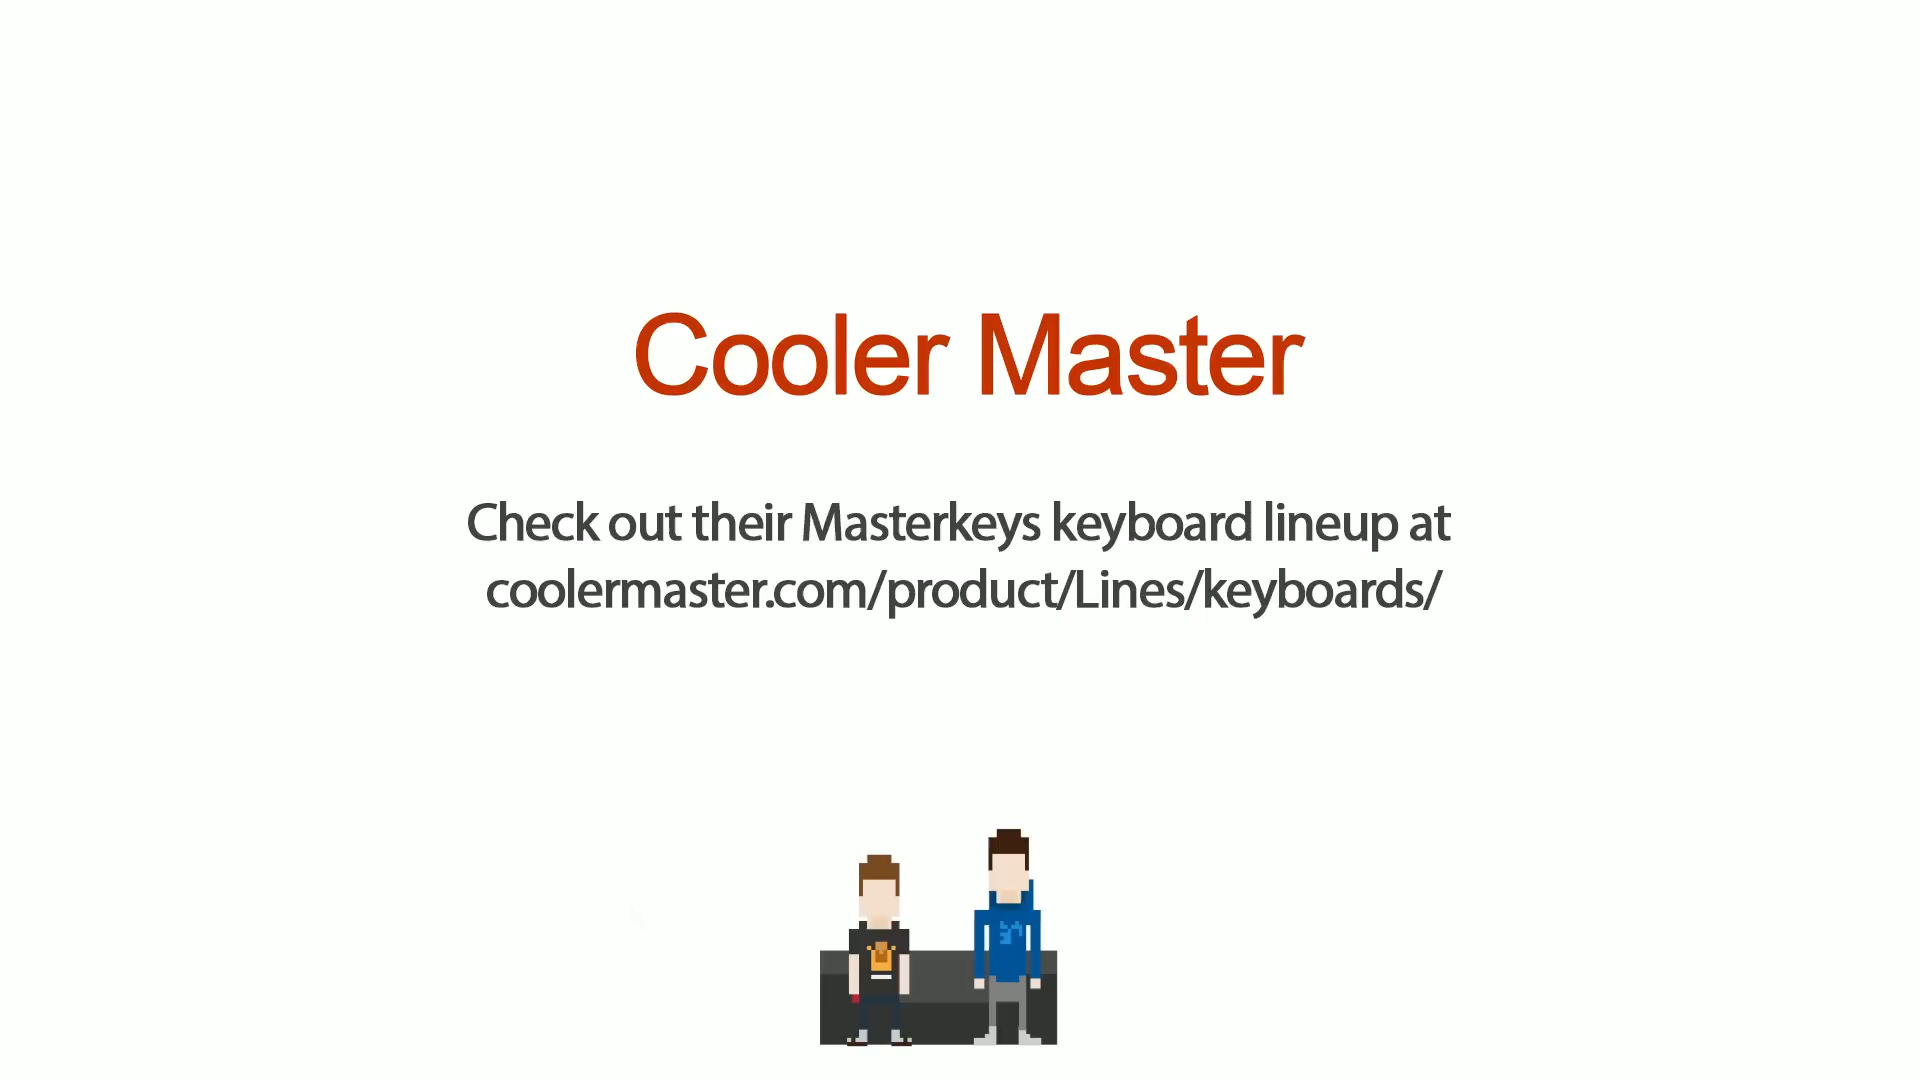 Cooler Master
Check out their Masterkeys keyboard lineup at
coolermaster.com/product/Lines/keyboards/